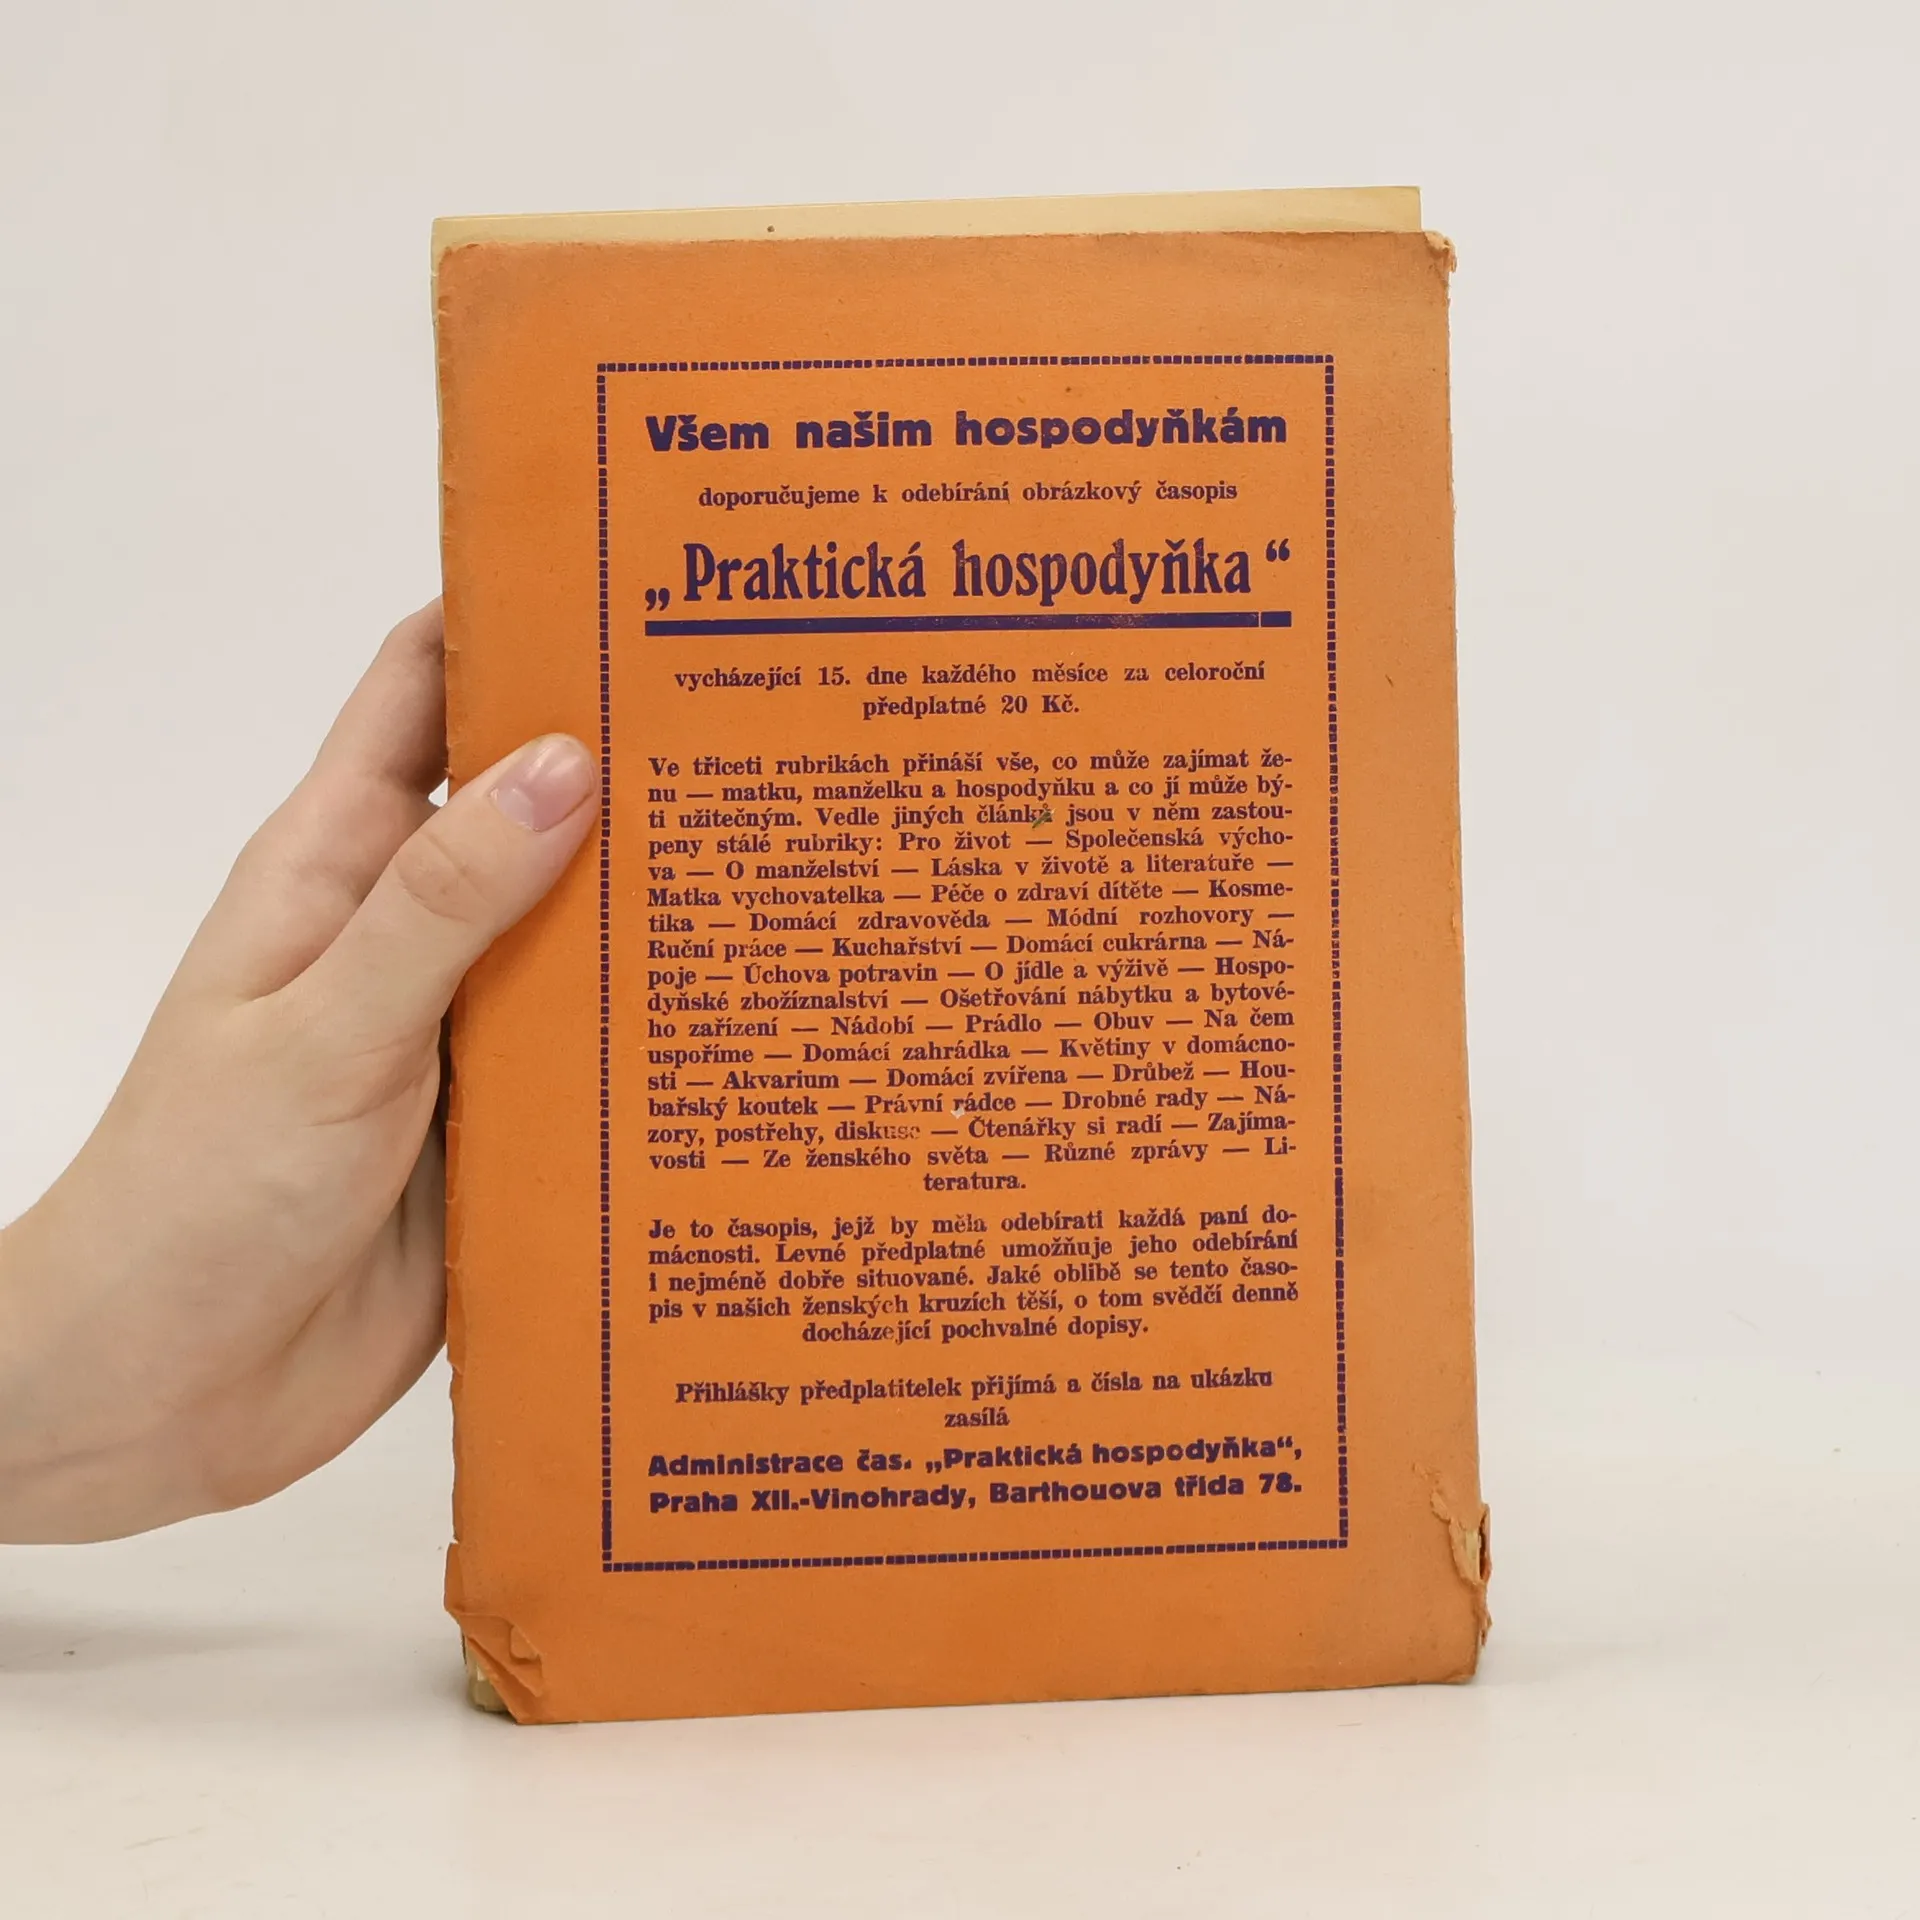 Všem našim hospodyňkám
doporučujeme k odebírání obrázkový časopis
„Praktická hospodyňka“
vycházející 15. dne každého měsíce za celoroční
předplatné 20 Kč.
Ve třiceti rubrikách přináší vše, co může zajímat že-
nu — matku, manželku a hospodyňku a co jí může bý-
ti užitečným. Vedle jiných článků jsou v něm zastou-
peny stálé rubriky: Pro život — Společenská výcho-
va — O manželství — Láska v životě a literatuře —
Matka vychovatelka — Péče o zdraví dítěte — Kosme-
tika — Domácí zdravověda — Módní rozhovory —
Ruční práce — Kuchařství — Domácí cukrárna — Ná-
poje — Úchova potravin — O jídle a výživě — Hospo-
dyňské zbožíznalství — Ošetřování nábytku a bytové-
ho zařízení — Nádobí — Prádlo — Obuv — Na čem
uspoříme — Domácí zahrádka — Květiny v domácno-
sti — Akvarium — Domácí zvířena — Drůbež — Hou-
bařský koutek — Právní rádce — Drobné rady — Ná-
zory, postřehy, diskuse — Čtenářky si radí — Zajíma-
vosti — Ze ženského světa — Různé zprávy — Li-
teratura.
Je to časopis, jejž by měla odebírati každá paní do-
mácnosti. Levné předplatné umožňuje jeho odebírání
i nejméně dobře situované. Jaké oblibě se tento časo-
pis v našich ženských kruzích těší, o tom svědčí denně
docházející pochvalné dopisy.
Přihlášky předplatitelek přijímá a čísla na ukázku
zasílá
Administrace čas. „Praktická hospodyňka“,
Praha XII.-Vinohrady, Barthouova třída 78.